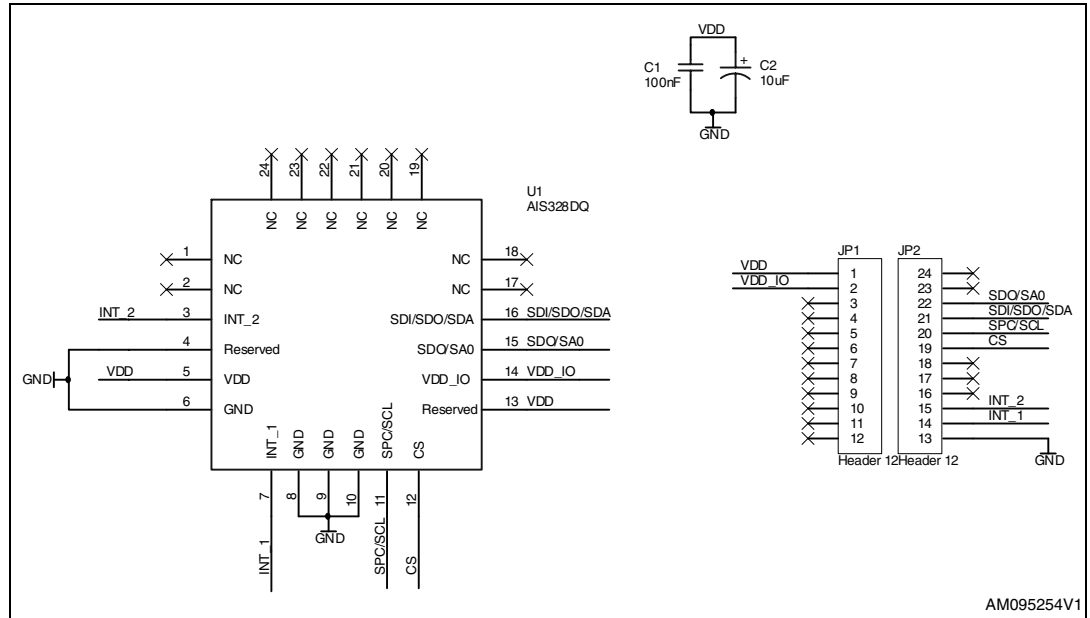 VDD
C1
100nF
+
C2
10uF
GND
24
23
22
21
20
19
NC
NC
NC
NC
NC
NC
U1
AIS328DQ
1
NC
2
NC
INT_2
3
INT_2
4
Reserved
GND
VDD
5
VDD
6
GND
NC
18
NC
17
SDI/SDO/SDA
16
SDI/SDO/SDA
SDO/SA0
15
SDO/SA0
VDD_IO
14
VDD_IO
Reserved
13
VDD
INT_1
GND
GND
GND
SPC/SCL
CS
7
8
9
10
11
12
GND
INT_1
SPC/SCL
CS
JP1
VDD
1
VDD_IO
2
3
4
5
6
7
8
9
10
11
12
Header 12
JP2
24
23
22
SDO/SA0
21
SDI/SDO/SDA
20
SPC/SCL
19
CS
18
17
16
15
INT_2
14
INT_1
13
GND
Header 12
AM095254V1